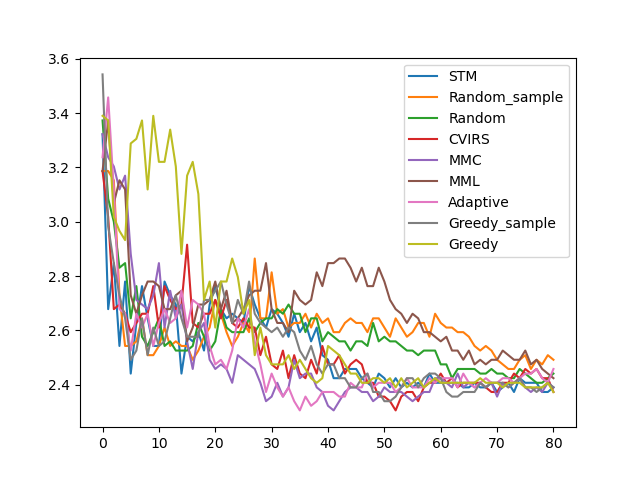 3.6
3.4
3.2
3.0
2.8
2.6
2.4
0 10 20 30 40 50 60 70 80
STM
Random_sample
Random
CVIRS
MMC
MML
Adaptive
Greedy_sample
Greedy